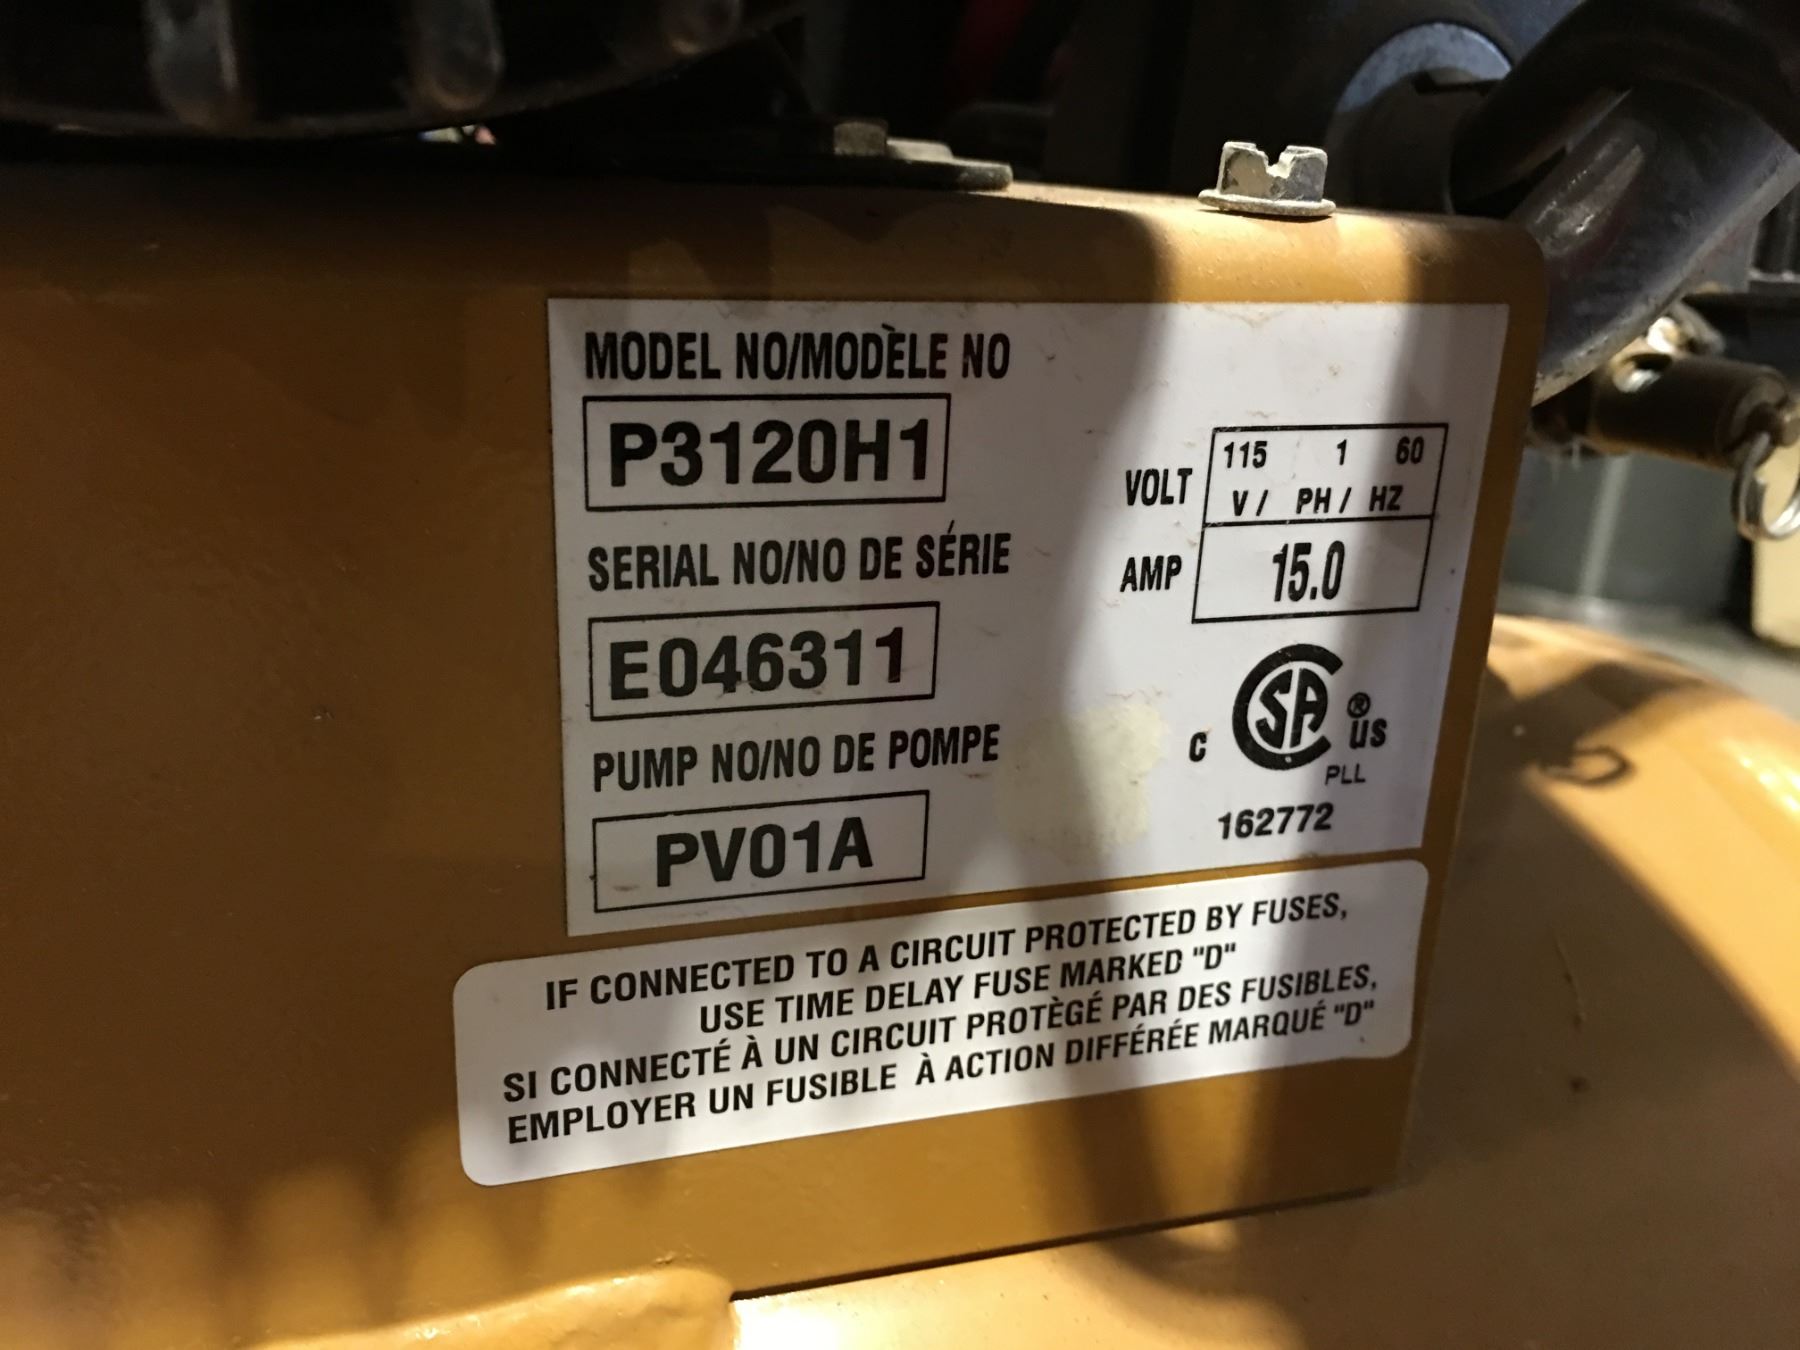 MODEL NO/MODÈLE NO
P3120H1
SERIAL NO/NO DE SÉRIE
E046311
PUMP NO/NO DE POMPE
PV01A
VOLT
115 1 60
V / PH / HZ
AMP
15.0
C SA ® US
PLL
162772
IF CONNECTED TO A CIRCUIT PROTECTED BY FUSES,
USE TIME DELAY FUSE MARKED "D"
SI CONNECTÉ À UN CIRCUIT PROTÈGÉ PAR DES FUSIBLES,
EMPLOYER UN FUSIBLE À ACTION DIFFÉRÉE MARQUÉ "D"